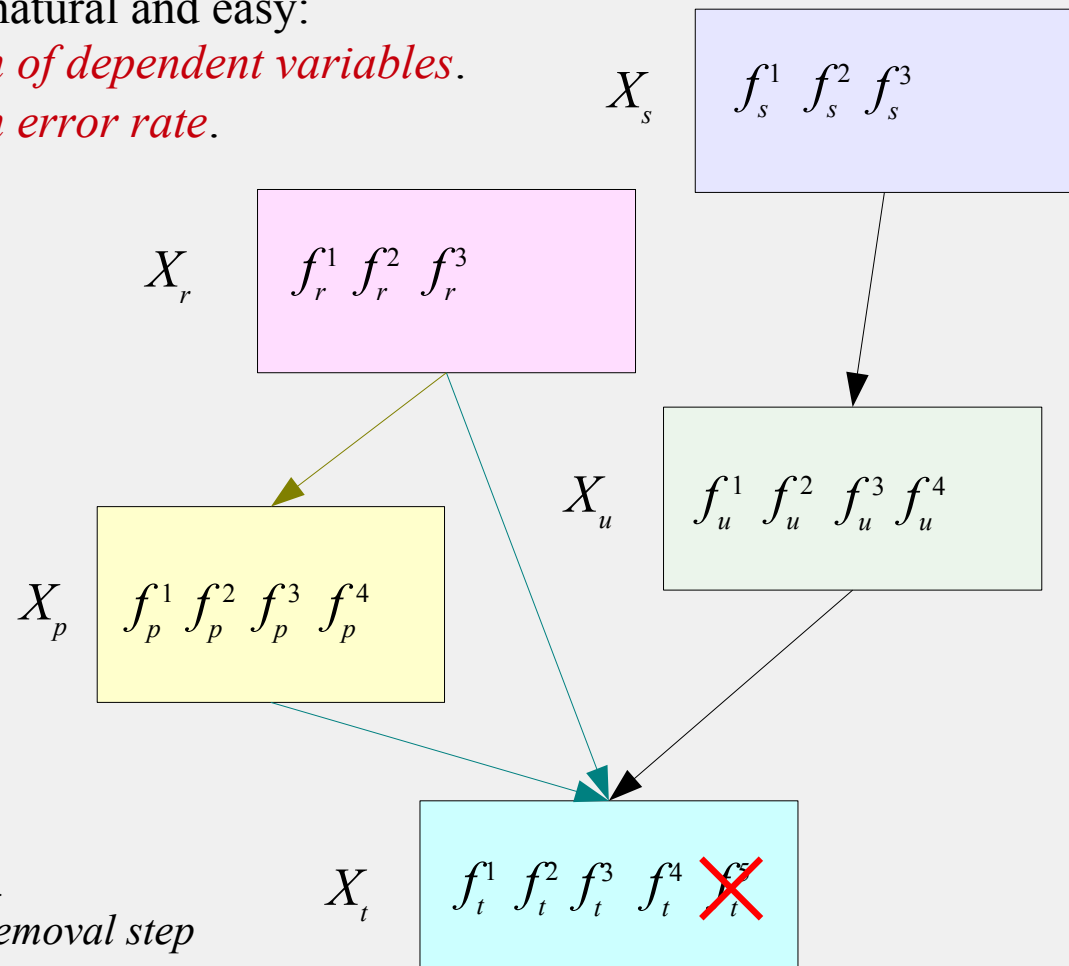 natural and easy:
of dependent variables.
error rate.
X_s f_s^1 f_s^2 f_s^3
X_r f_r^1 f_r^2 f_r^3
X_u f_u^1 f_u^2 f_u^3 f_u^4
X_p f_p^1 f_p^2 f_p^3 f_p^4
X_t f_t^1 f_t^2 f_t^3 f_t^4 f_t^5
emoval step